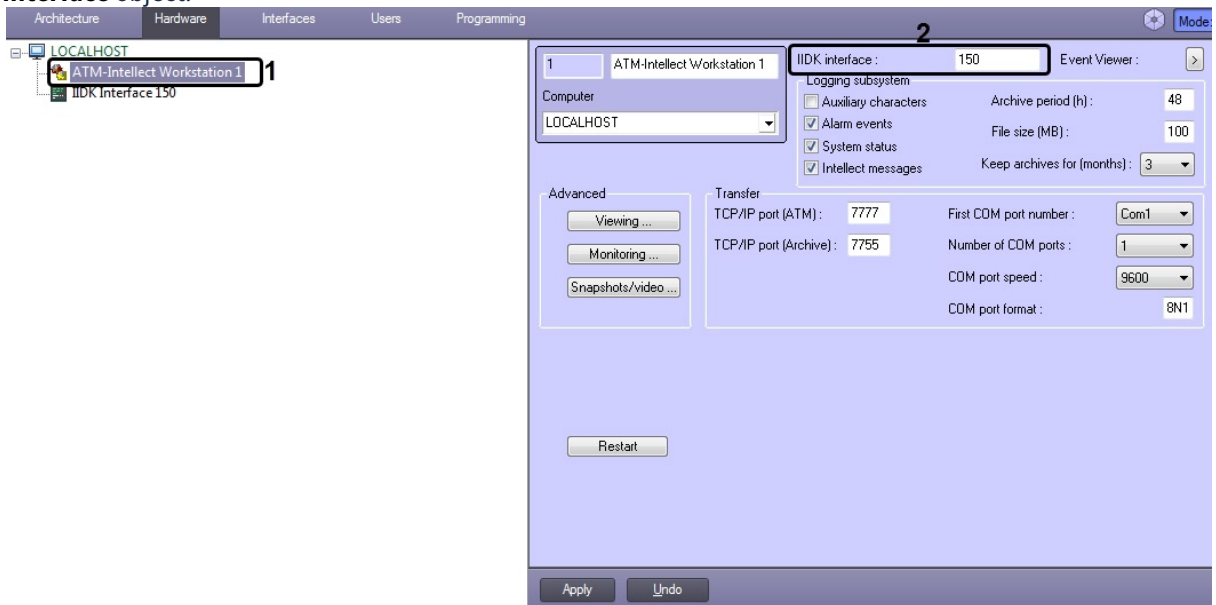 Interface object.
Architecture Hardware Interfaces Users Programming Mode:
LOCALHOST
ATM-Intellect Workstation 1
IIDK Interface 150
1
2
1 ATM-Intellect Workstation 1
Computer
LOCALHOST
IIDK interface : 150 Event Viewer : >
Logging subsystem
Auxiliary characters
Alarm events
System status
Intellect messages
Archive period (h) : 48
File size (MB) : 100
Keep archives for (months) : 3
Advanced
Viewing ...
Monitoring ...
Snapshots/video ...
Transfer
TCP/IP port (ATM) : 7777
TCP/IP port (Archive) : 7755
First COM port number : Com1
Number of COM ports : 1
COM port speed : 9600
COM port format : 8N1
Restart
Apply Undo